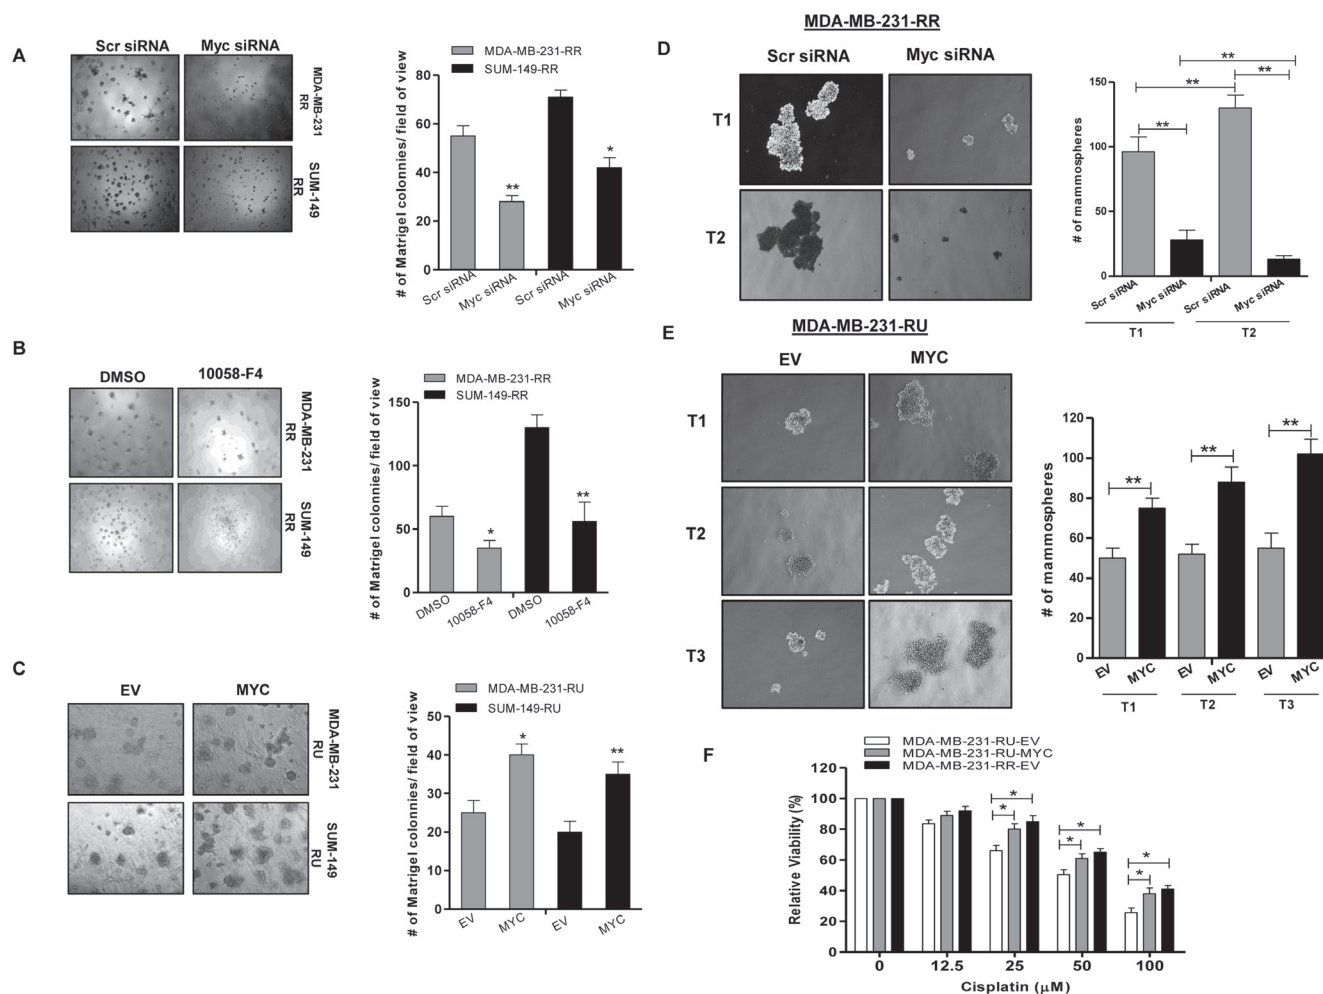 A
Scr siRNA Myc siRNA
MDA-MB-231
RR
SUM-149
RR
MDA-MB-231-RR
SUM-149-RR
# of Matrigel colonnies/ field of view
80
60
40
20
0
**
*
Scr siRNA
Myc siRNA
Scr siRNA
Myc siRNA
B
DMSO 10058-F4
MDA-MB-231
RR
SUM-149
RR
MDA-MB-231-RR
SUM-149-RR
# of Matrigel colonnies/ field of view
150
100
50
0
*
**
DMSO
10058-F4
DMSO
10058-F4
C
EV MYC
MDA-MB-231
RU
SUM-149
RU
MDA-MB-231-RU
SUM-149-RU
# of Matrigel colonnies/ field of view
50
40
30
20
10
0
*
**
EV
MYC
EV
MYC
MDA-MB-231-RR
D
Scr siRNA Myc siRNA
T1
T2
# of mammospheres
150
100
50
0
**
**
**
**
Scr siRNA
Myc siRNA
Scr siRNA
Myc siRNA
T1 T2
MDA-MB-231-RU
E
EV MYC
T1
T2
T3
# of mammospheres
120
100
80
60
40
20
0
**
**
**
EV
MYC
EV
MYC
EV
MYC
T1 T2 T3
F
MDA-MB-231-RU-EV
MDA-MB-231-RU-MYC
MDA-MB-231-RR-EV
Relative Viability (%)
120
100
80
60
40
20
0
*
*
*
*
*
*
0 12.5 25 50 100
Cisplatin (μM)